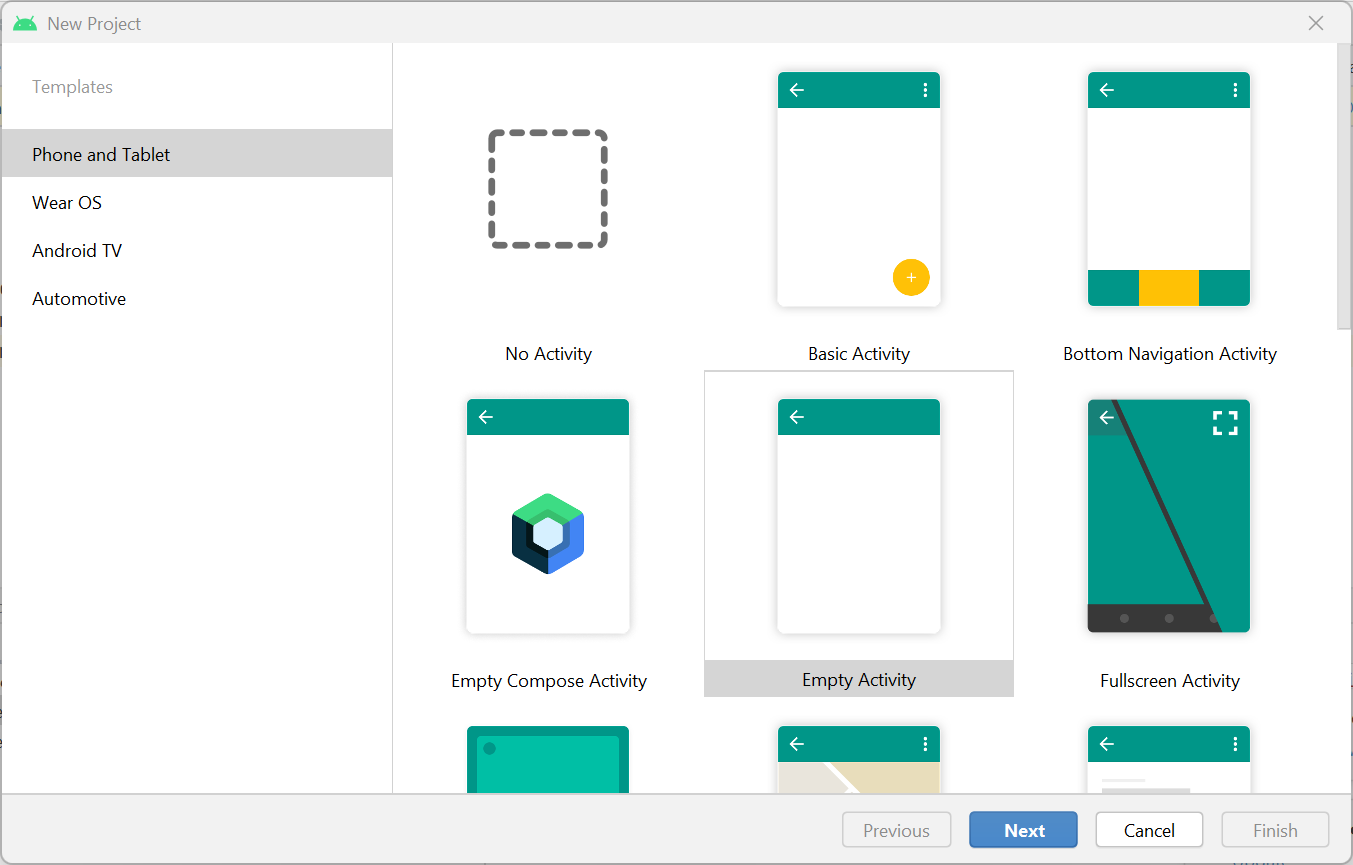 New Project
Templates
Phone and Tablet
Wear OS
Android TV
Automotive
No Activity
Basic Activity
Bottom Navigation Activity
Empty Compose Activity
Empty Activity
Fullscreen Activity
Previous
Next
Cancel
Finish